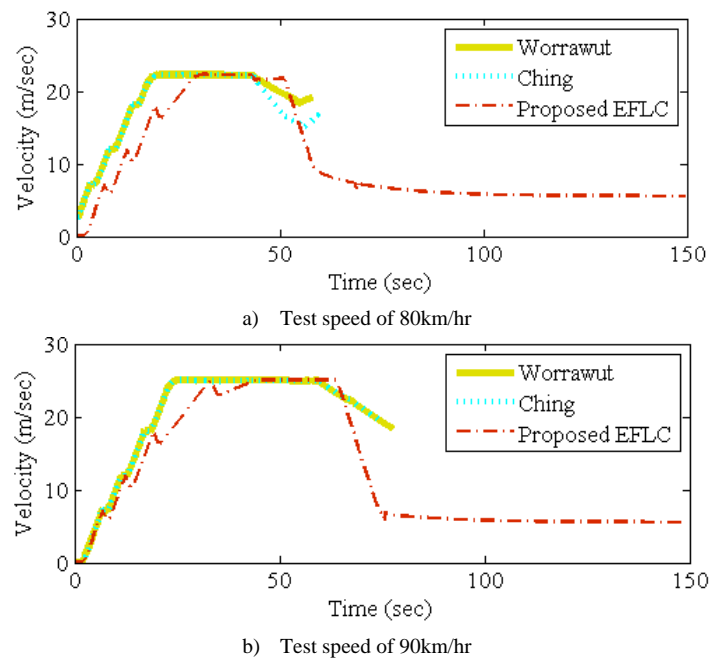 30
20
10
0
Velocity (m/sec)
Worrawut
Ching
Proposed EFLC
0 50 100 150
Time (sec)
a) Test speed of 80km/hr
30
20
10
0
Velocity (m/sec)
Worrawut
Ching
Proposed EFLC
0 50 100 150
Time (sec)
b) Test speed of 90km/hr